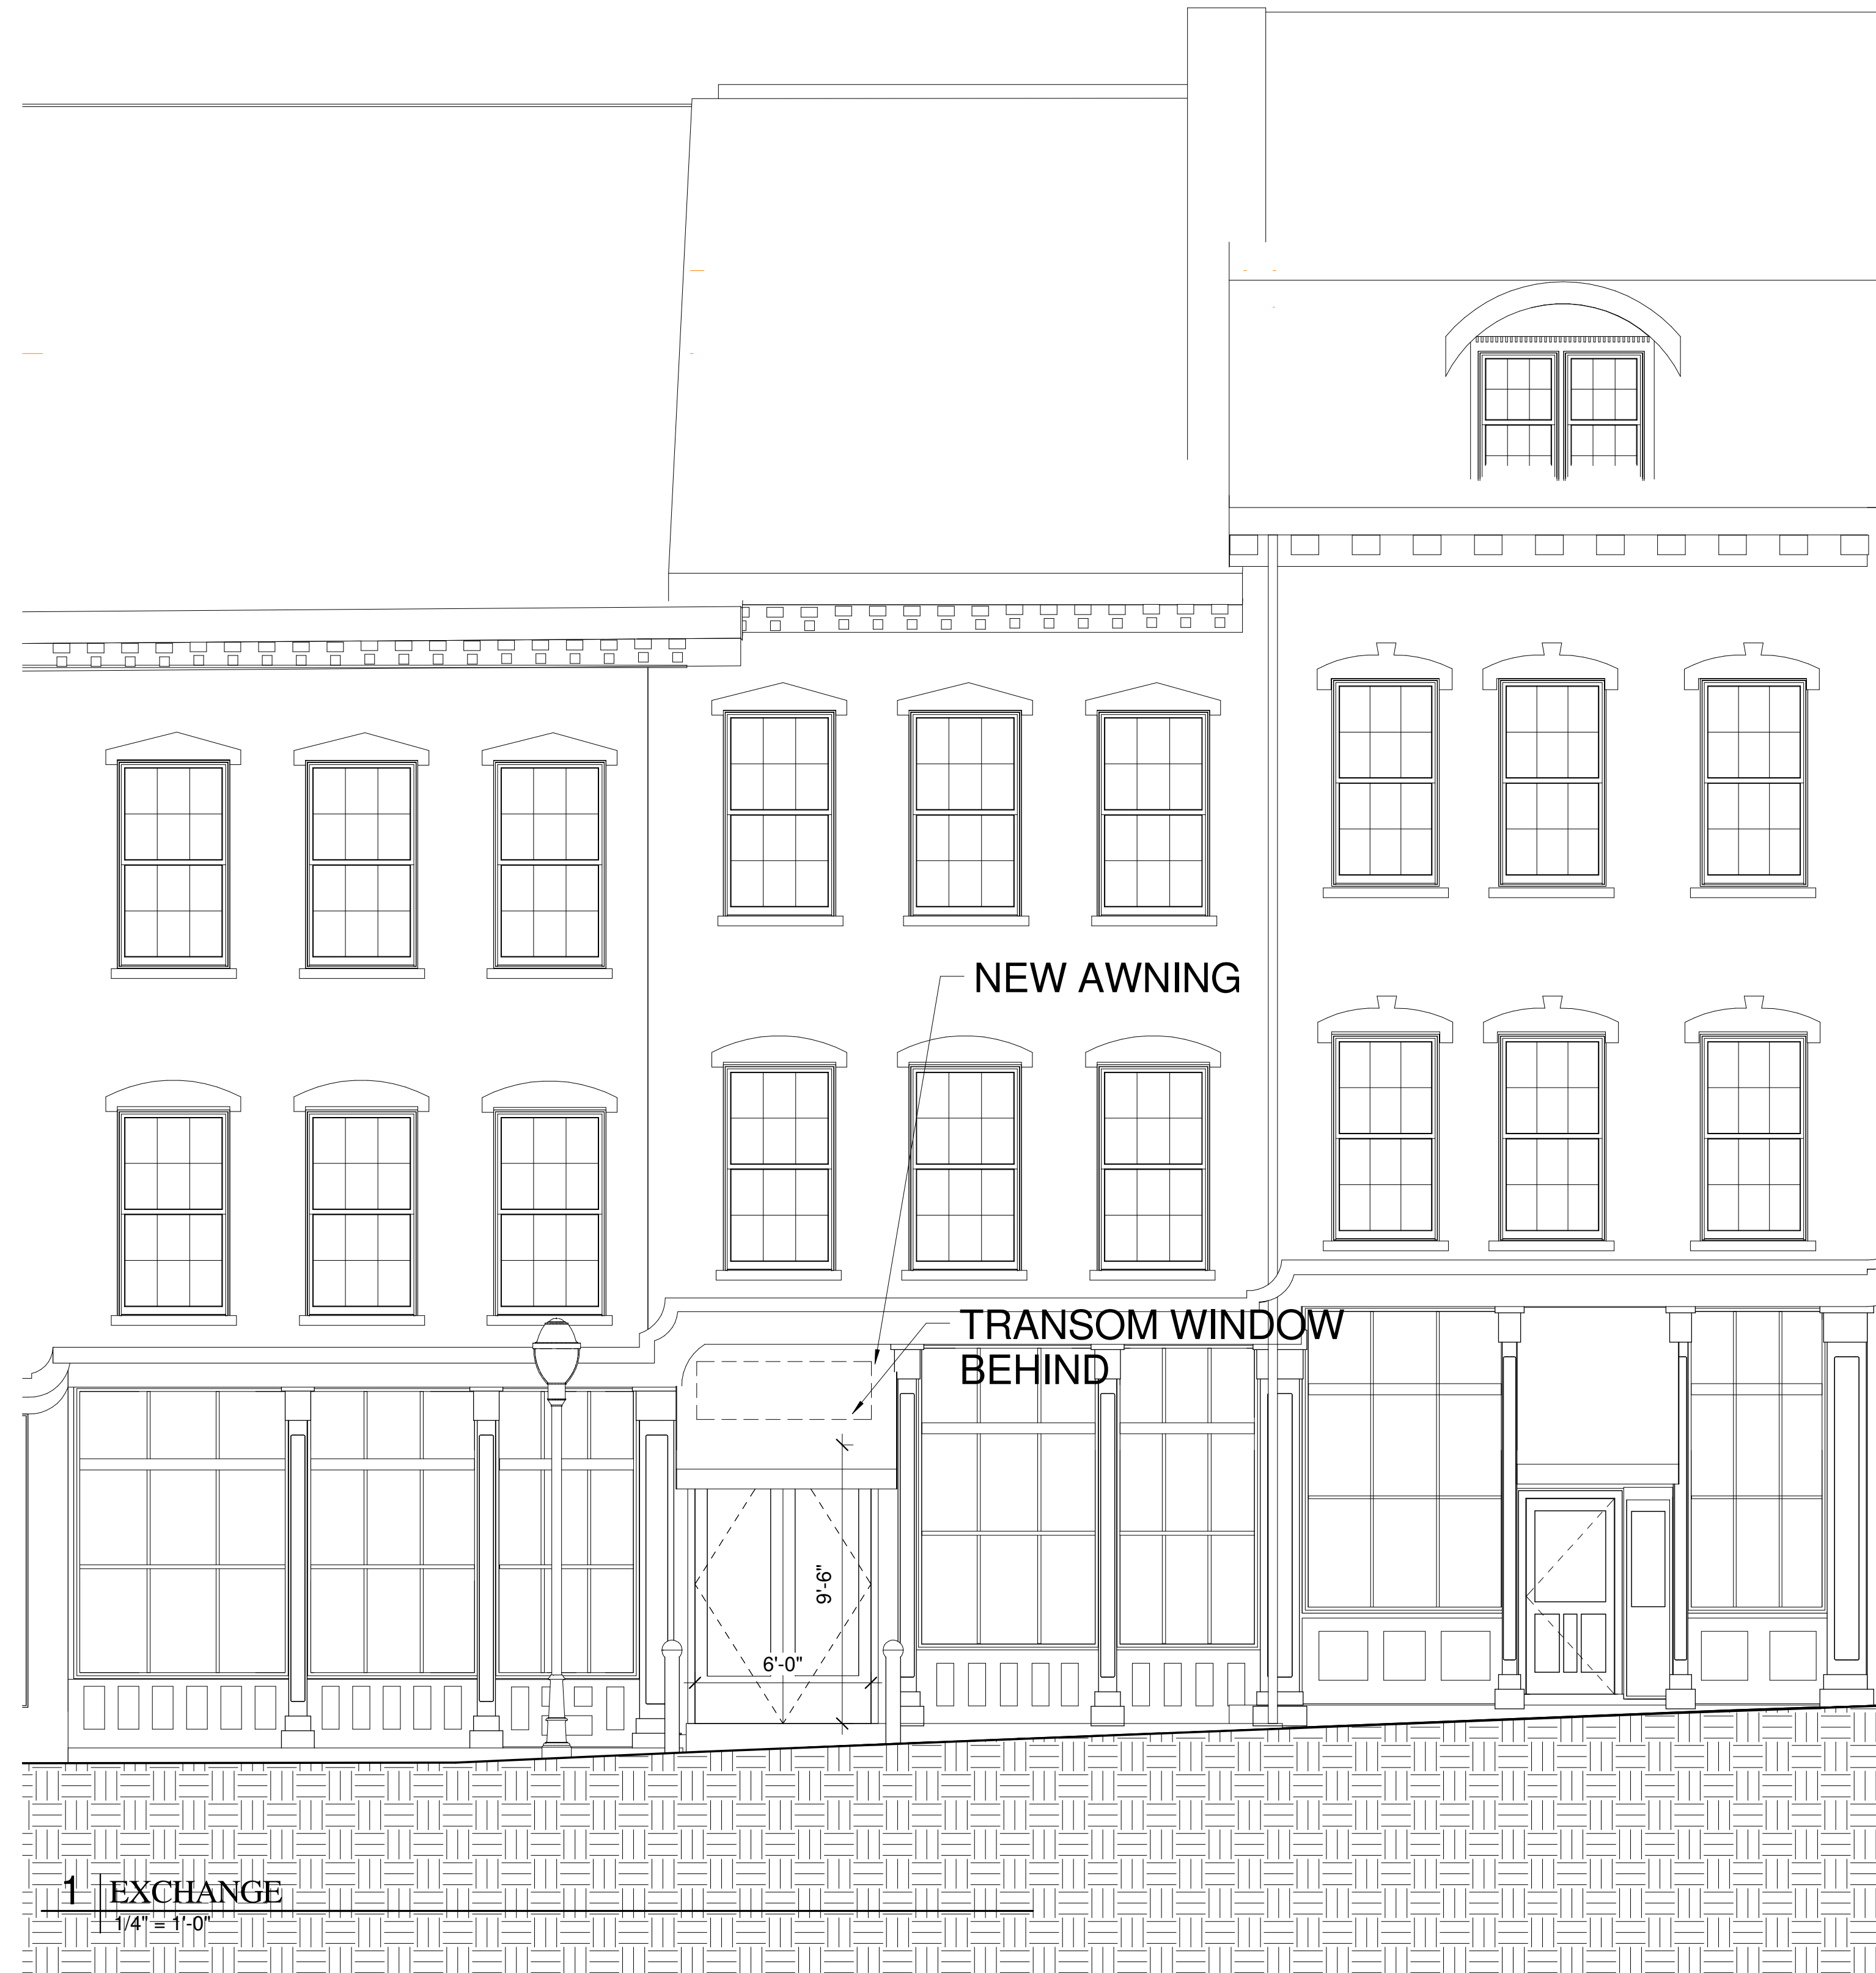 NEW AWNING
TRANSOM WINDOW
BEHIND
9'-6"
6'-0"
1 EXCHANGE
1/4" = 1'-0"